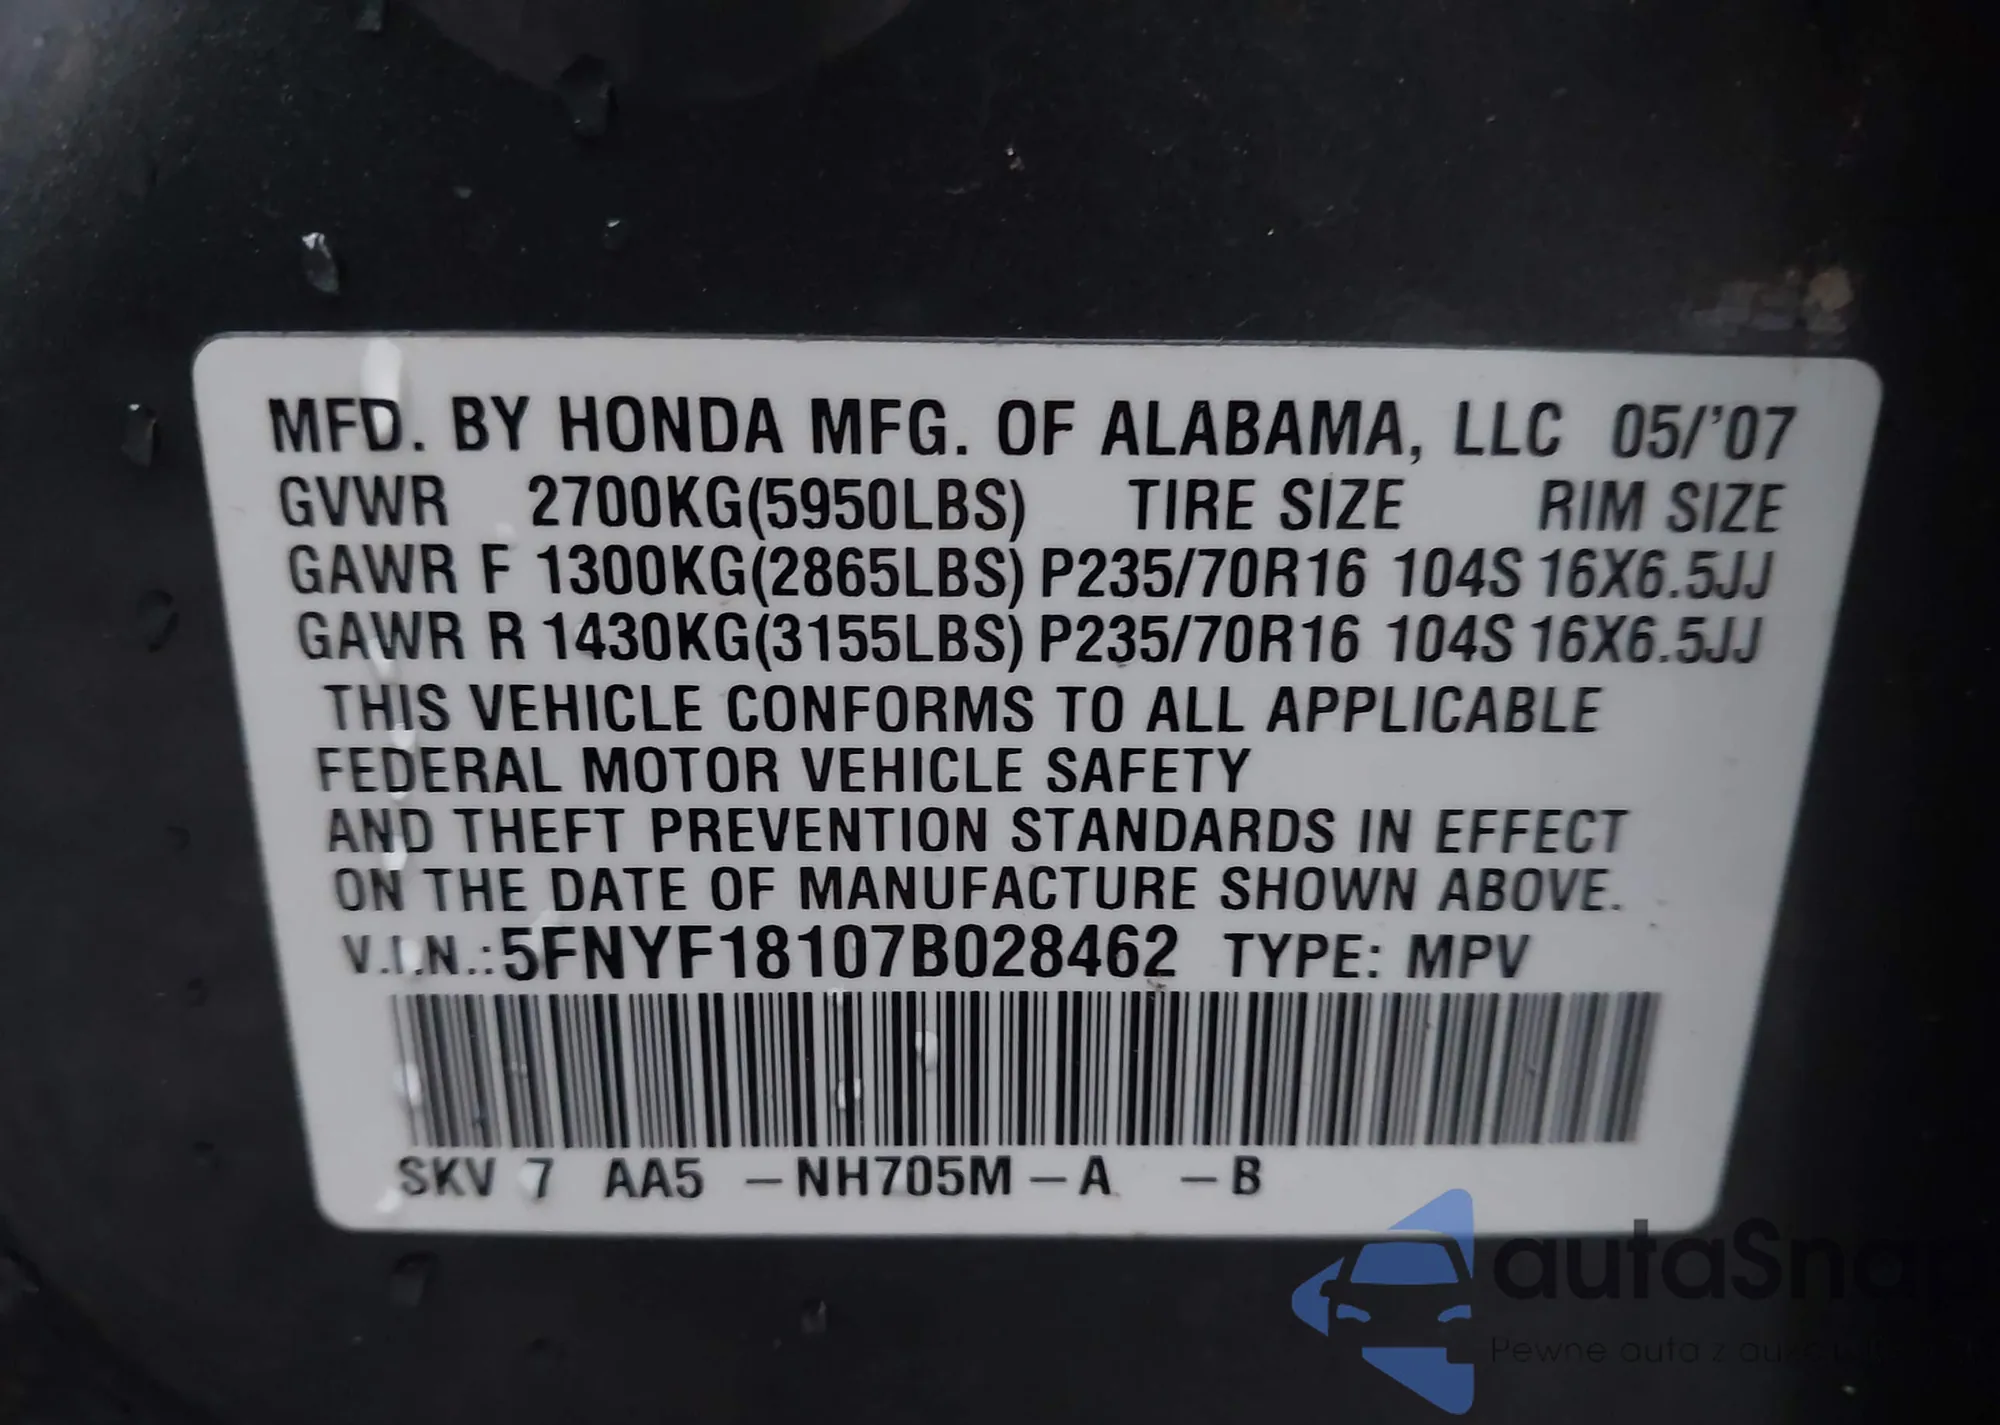 MFD. BY HONDA MFG. OF ALABAMA, LLC 05/'07
GVWR 2700KG(5950LBS) TIRE SIZE RIM SIZE
GAWR F 1300KG(2865LBS) P235/70R16 104S 16X6.5JJ
GAWR R 1430KG(3155LBS) P235/70R16 104S 16X6.5JJ
THIS VEHICLE CONFORMS TO ALL APPLICABLE
FEDERAL MOTOR VEHICLE SAFETY
AND THEFT PREVENTION STANDARDS IN EFFECT
ON THE DATE OF MANUFACTURE SHOWN ABOVE.
V.I.N.: 5FNYF18107B028462 TYPE: MPV
SKV 7 AA5 –NH705M –A –B
autaSnap
Pewne auta z